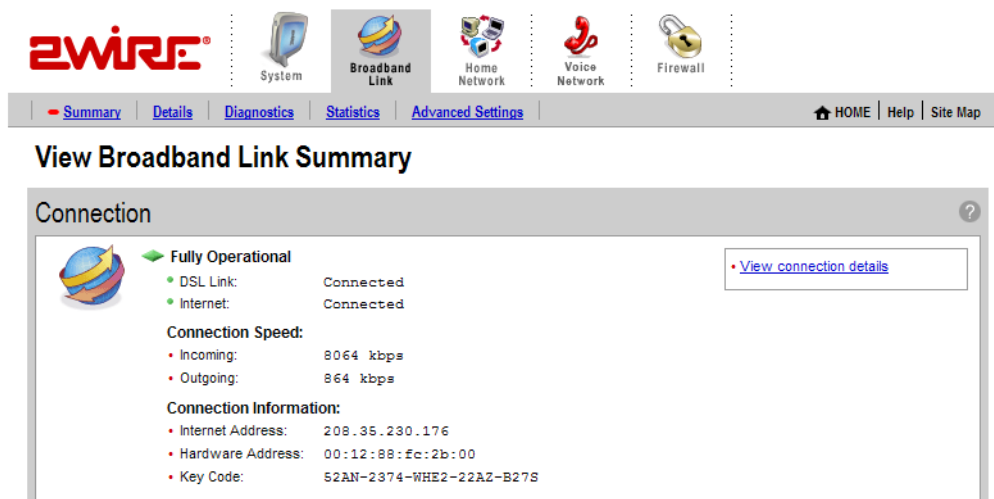 2WIRE®
System
Broadband Link
Home Network
Voice Network
Firewall
Summary Details Diagnostics Statistics Advanced Settings HOME Help Site Map
View Broadband Link Summary
Connection ?
Fully Operational
View connection details
DSL Link: Connected
Internet: Connected
Connection Speed:
Incoming: 8064 kbps
Outgoing: 864 kbps
Connection Information:
Internet Address: 208.35.230.176
Hardware Address: 00:12:88:fc:2b:00
Key Code: 52AN-2374-WHE2-22AZ-B27S